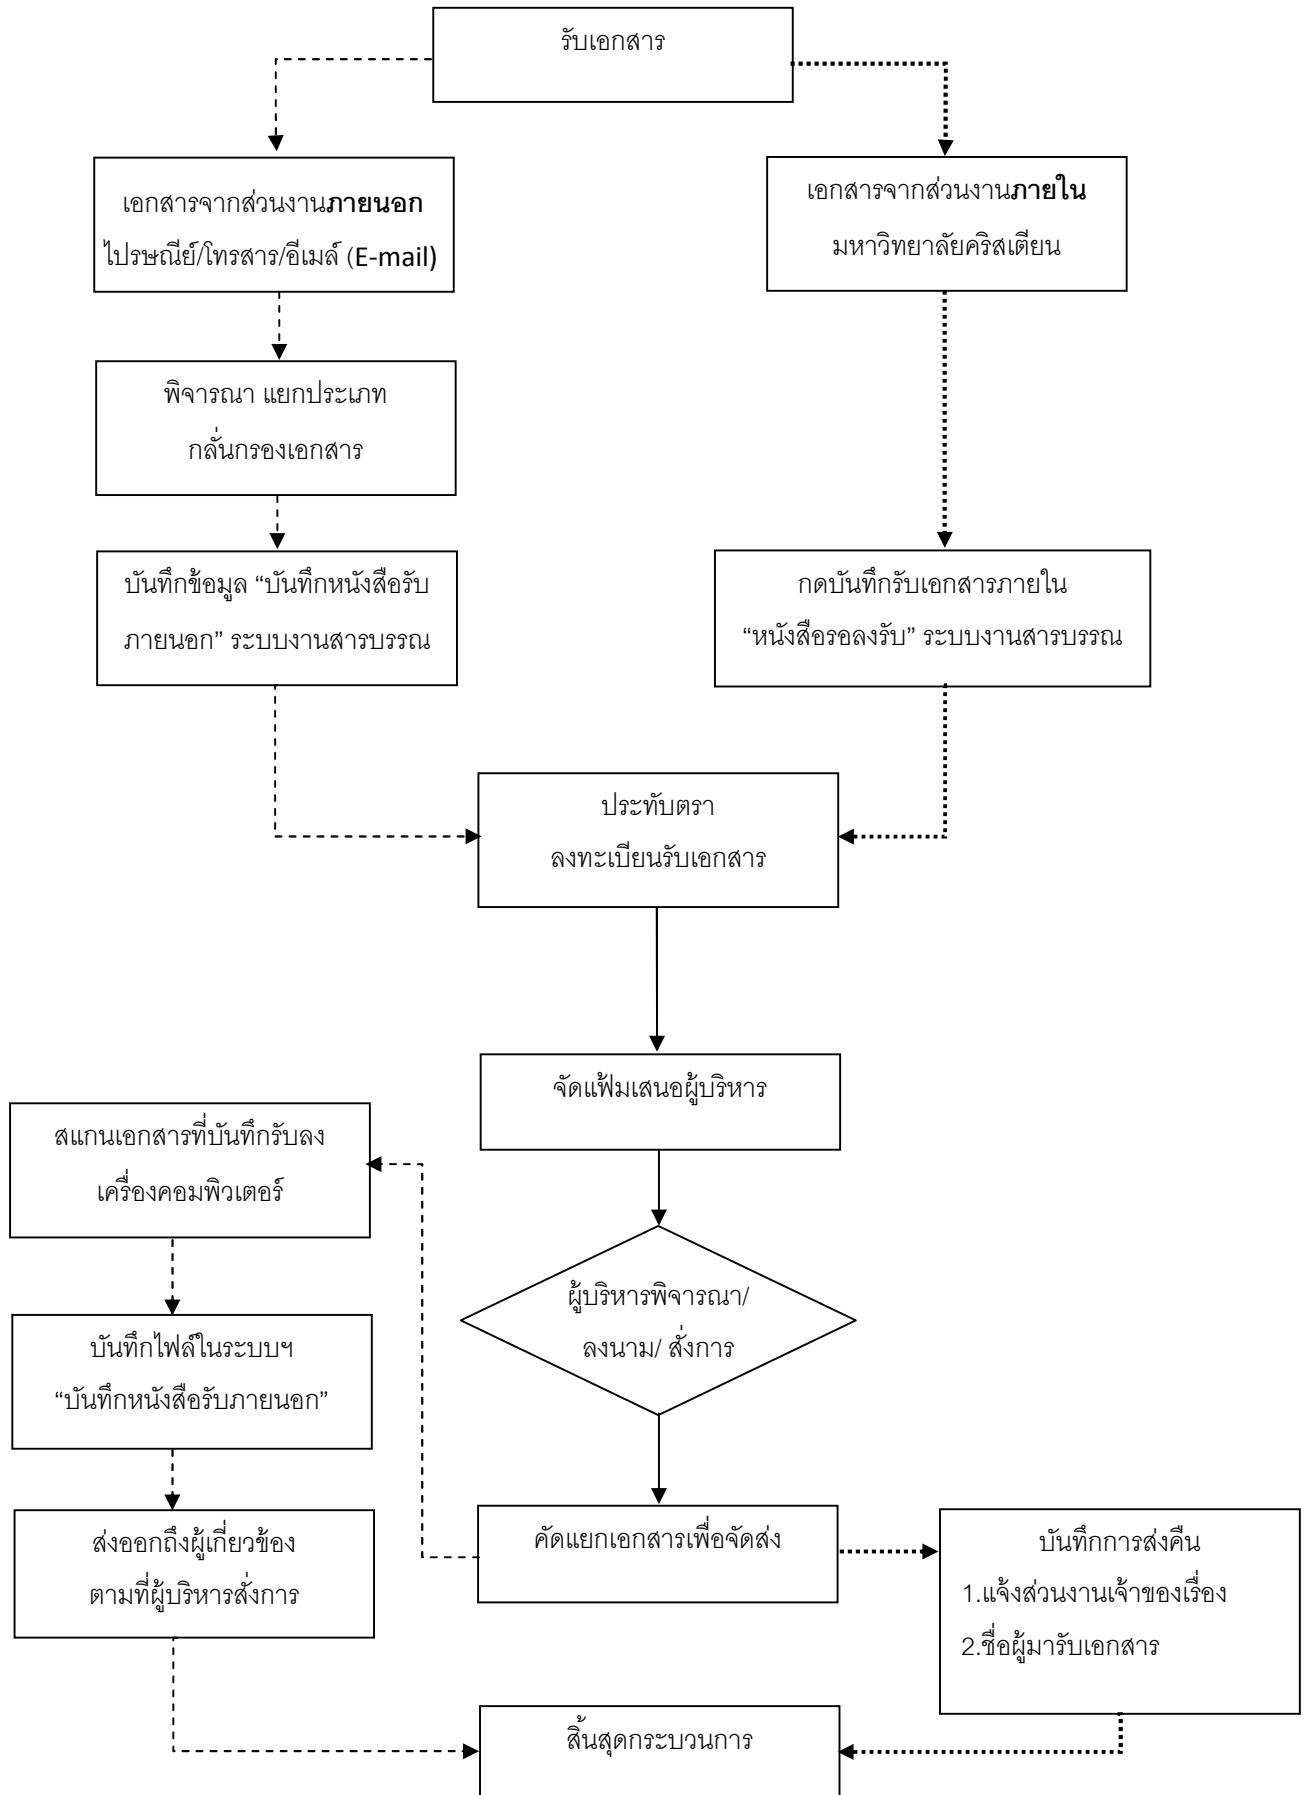 รับเอกสาร
เอกสารจากส่วนงานภายนอก
ไปรษณีย์/โทรสาร/อีเมล์ (E-mail)
เอกสารจากส่วนงานภายใน
มหาวิทยาลัยคริสเตียน
พิจารณา แยกประเภท
กลั่นกรองเอกสาร
บันทึกข้อมูล “บันทึกหนังสือรับ
ภายนอก” ระบบงานสารบรรณ
กดบันทึกรับเอกสารภายใน
“หนังสือรอลงรับ” ระบบงานสารบรรณ
ประทับตรา
ลงทะเบียนรับเอกสาร
จัดแฟ้มเสนอผู้บริหาร
ผู้บริหารพิจารณา/
ลงนาม/ สั่งการ
คัดแยกเอกสารเพื่อจัดส่ง
สแกนเอกสารที่บันทึกรับลง
เครื่องคอมพิวเตอร์
บันทึกไฟล์ในระบบฯ
“บันทึกหนังสือรับภายนอก”
ส่งออกถึงผู้เกี่ยวข้อง
ตามที่ผู้บริหารสั่งการ
บันทึกการส่งคืน
1.แจ้งส่วนงานเจ้าของเรื่อง
2.ชื่อผู้มารับเอกสาร
สิ้นสุดกระบวนการ